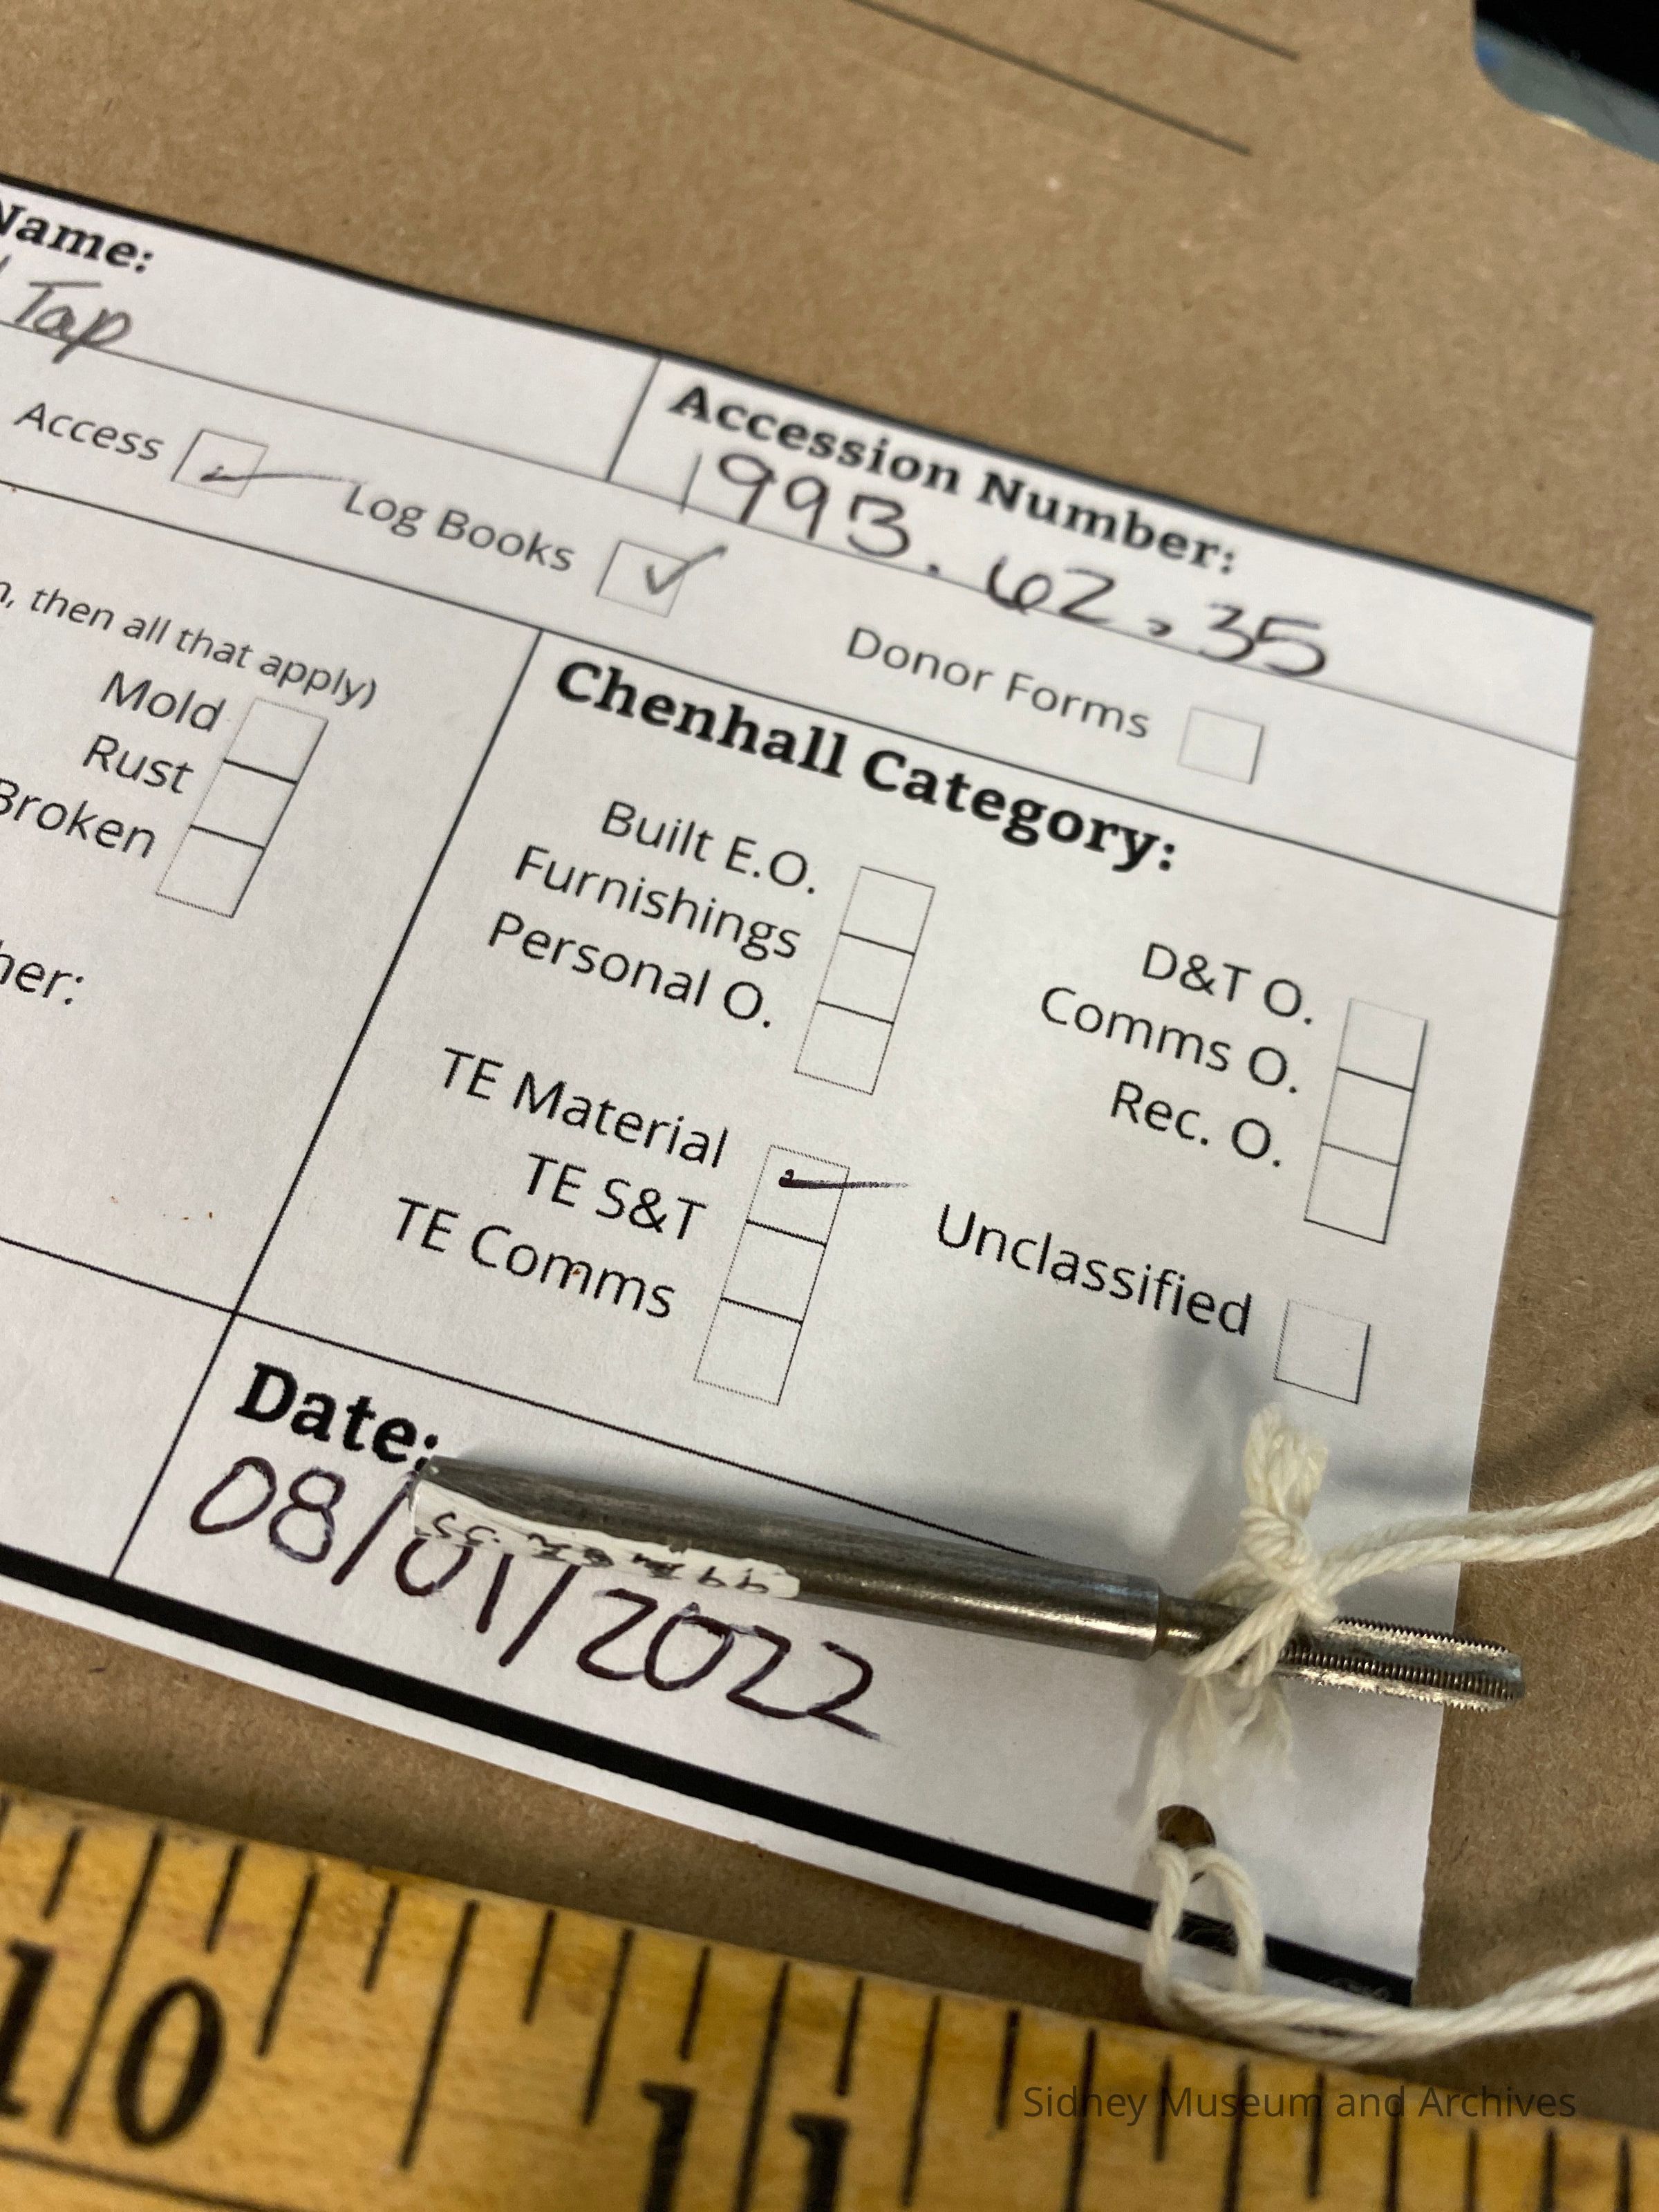 Name:
Tap
Accession Number:
1993.62.35
Access
Log Books
Donor Forms
, then all that apply)
Mold
Rust
Broken
Chenhall Category:
Built E.O.
Furnishings
Personal O.
D&T O.
Comms O.
Rec. O.
TE Material
TE S&T
TE Comms
Unclassified
Date:
08/01/2022
10
11
Sidney Museum and Archives